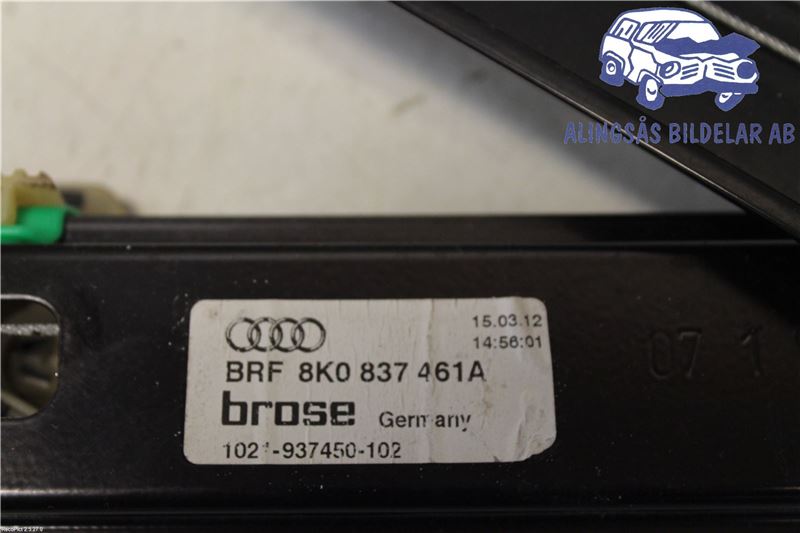 ALINGSÅS BILDELAR AB
15.03.12
14:56:01
BRF 8K0 837 461A
brose Germany
1021-937450-102
07 1